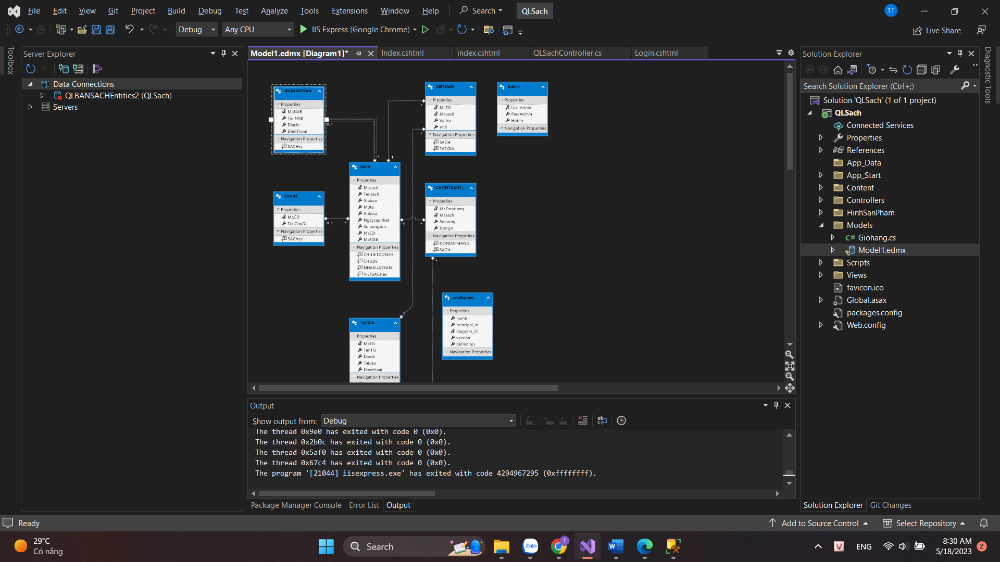 File Edit View Git Project Build Debug Test Analyze Tools Extensions Window Help Search QLSach TT
Debug Any CPU IIS Express (Google Chrome) Live Share
Toolbox
Server Explorer
Data Connections
QLBANSACHEntities2 (QLSach)
Servers
Model1.edmx [Diagram1]* Index.cshtml index.cshtml QLSachController.cs Login.cshtml
NHAXUATBAN
Properties
MaNXB
TenNXB
Diachi
DienThoai
Navigation Properties
SACHes
0..1
*
1
VIETSACH
Properties
MaTG
Masach
Vaitro
Vitri
Navigation Properties
SACH
TACGIA
*
*
Admin
Properties
UserAdmin
PassAdmin
Hoten
Navigation Properties
SACH
Properties
Masach
Tensach
Giaban
Mota
Anhbia
Ngaycapnhat
Soluongton
MaCD
MaNXB
Navigation Properties
CHITIETDONTH...
CHUDE
NHAXUATBAN
VIETSACHes
CHUDE
Properties
MaCD
TenChuDe
Navigation Properties
SACHes
0..1
*
1
*
CHITIETDONT...
Properties
MaDonHang
Masach
Soluong
Dongia
Navigation Properties
DONDATHANG
SACH
*
sysdiagram
Properties
name
principal_id
diagram_id
version
definition
Navigation Properties
1
TACGIA
Properties
MaTG
TenTG
Diachi
Tieusu
Dienthoai
Navigation Properties
Output
Show output from: Debug
The thread 0x9e0 has exited with code 0 (0x0).
The thread 0x2b0c has exited with code 0 (0x0).
The thread 0x5af0 has exited with code 0 (0x0).
The thread 0x67c4 has exited with code 0 (0x0).
The program '[21044] iisexpress.exe' has exited with code 4294967295 (0xffffffff).
Package Manager Console Error List Output
Solution Explorer
Search Solution Explorer (Ctrl+;)
Solution 'QLSach' (1 of 1 project)
QLSach
Connected Services
Properties
References
App_Data
App_Start
Content
Controllers
HinhSanPham
Models
C# Giohang.cs
Model1.edmx
Scripts
Views
favicon.ico
Global.asax
packages.config
Web.config
Solution Explorer Git Changes
Diagnostic Tools
Ready Add to Source Control Select Repository
29°C
Có nắng
Search
Zalo
T
W
V
ENG
8:30 AM
5/18/2023
2